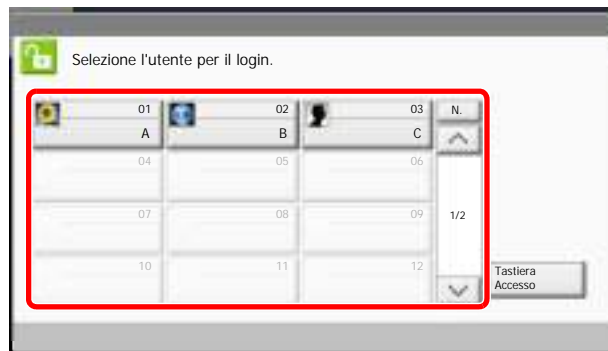 Selezione l'utente per il login.
01 02 03 N.
A B C
04 05 06
07 08 09 1/2
10 11 12
Tastiera
Accesso